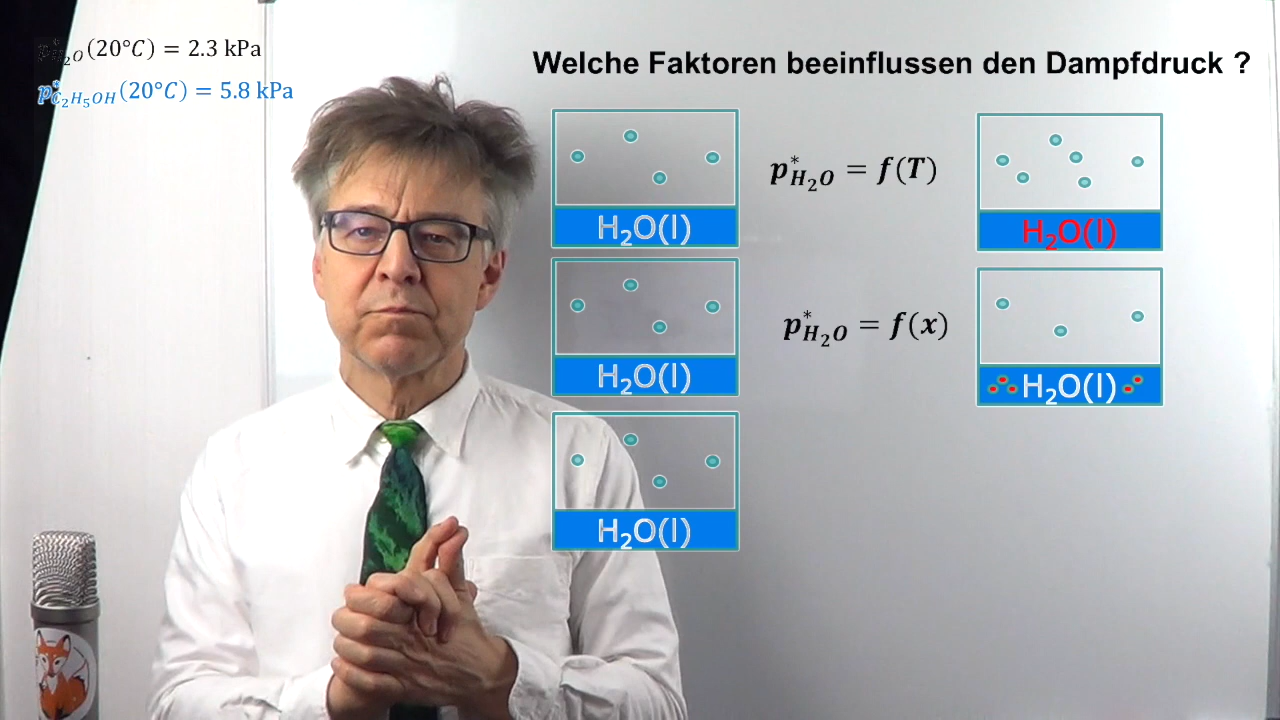 p*H₂O(20°C) = 2.3 kPa
p*C₂H₅OH(20°C) = 5.8 kPa
Welche Faktoren beeinflussen den Dampfdruck ?
H₂O(l)
p*H₂O = f(T)
H₂O(l)
H₂O(l)
p*H₂O = f(x)
H₂O(l)
H₂O(l)